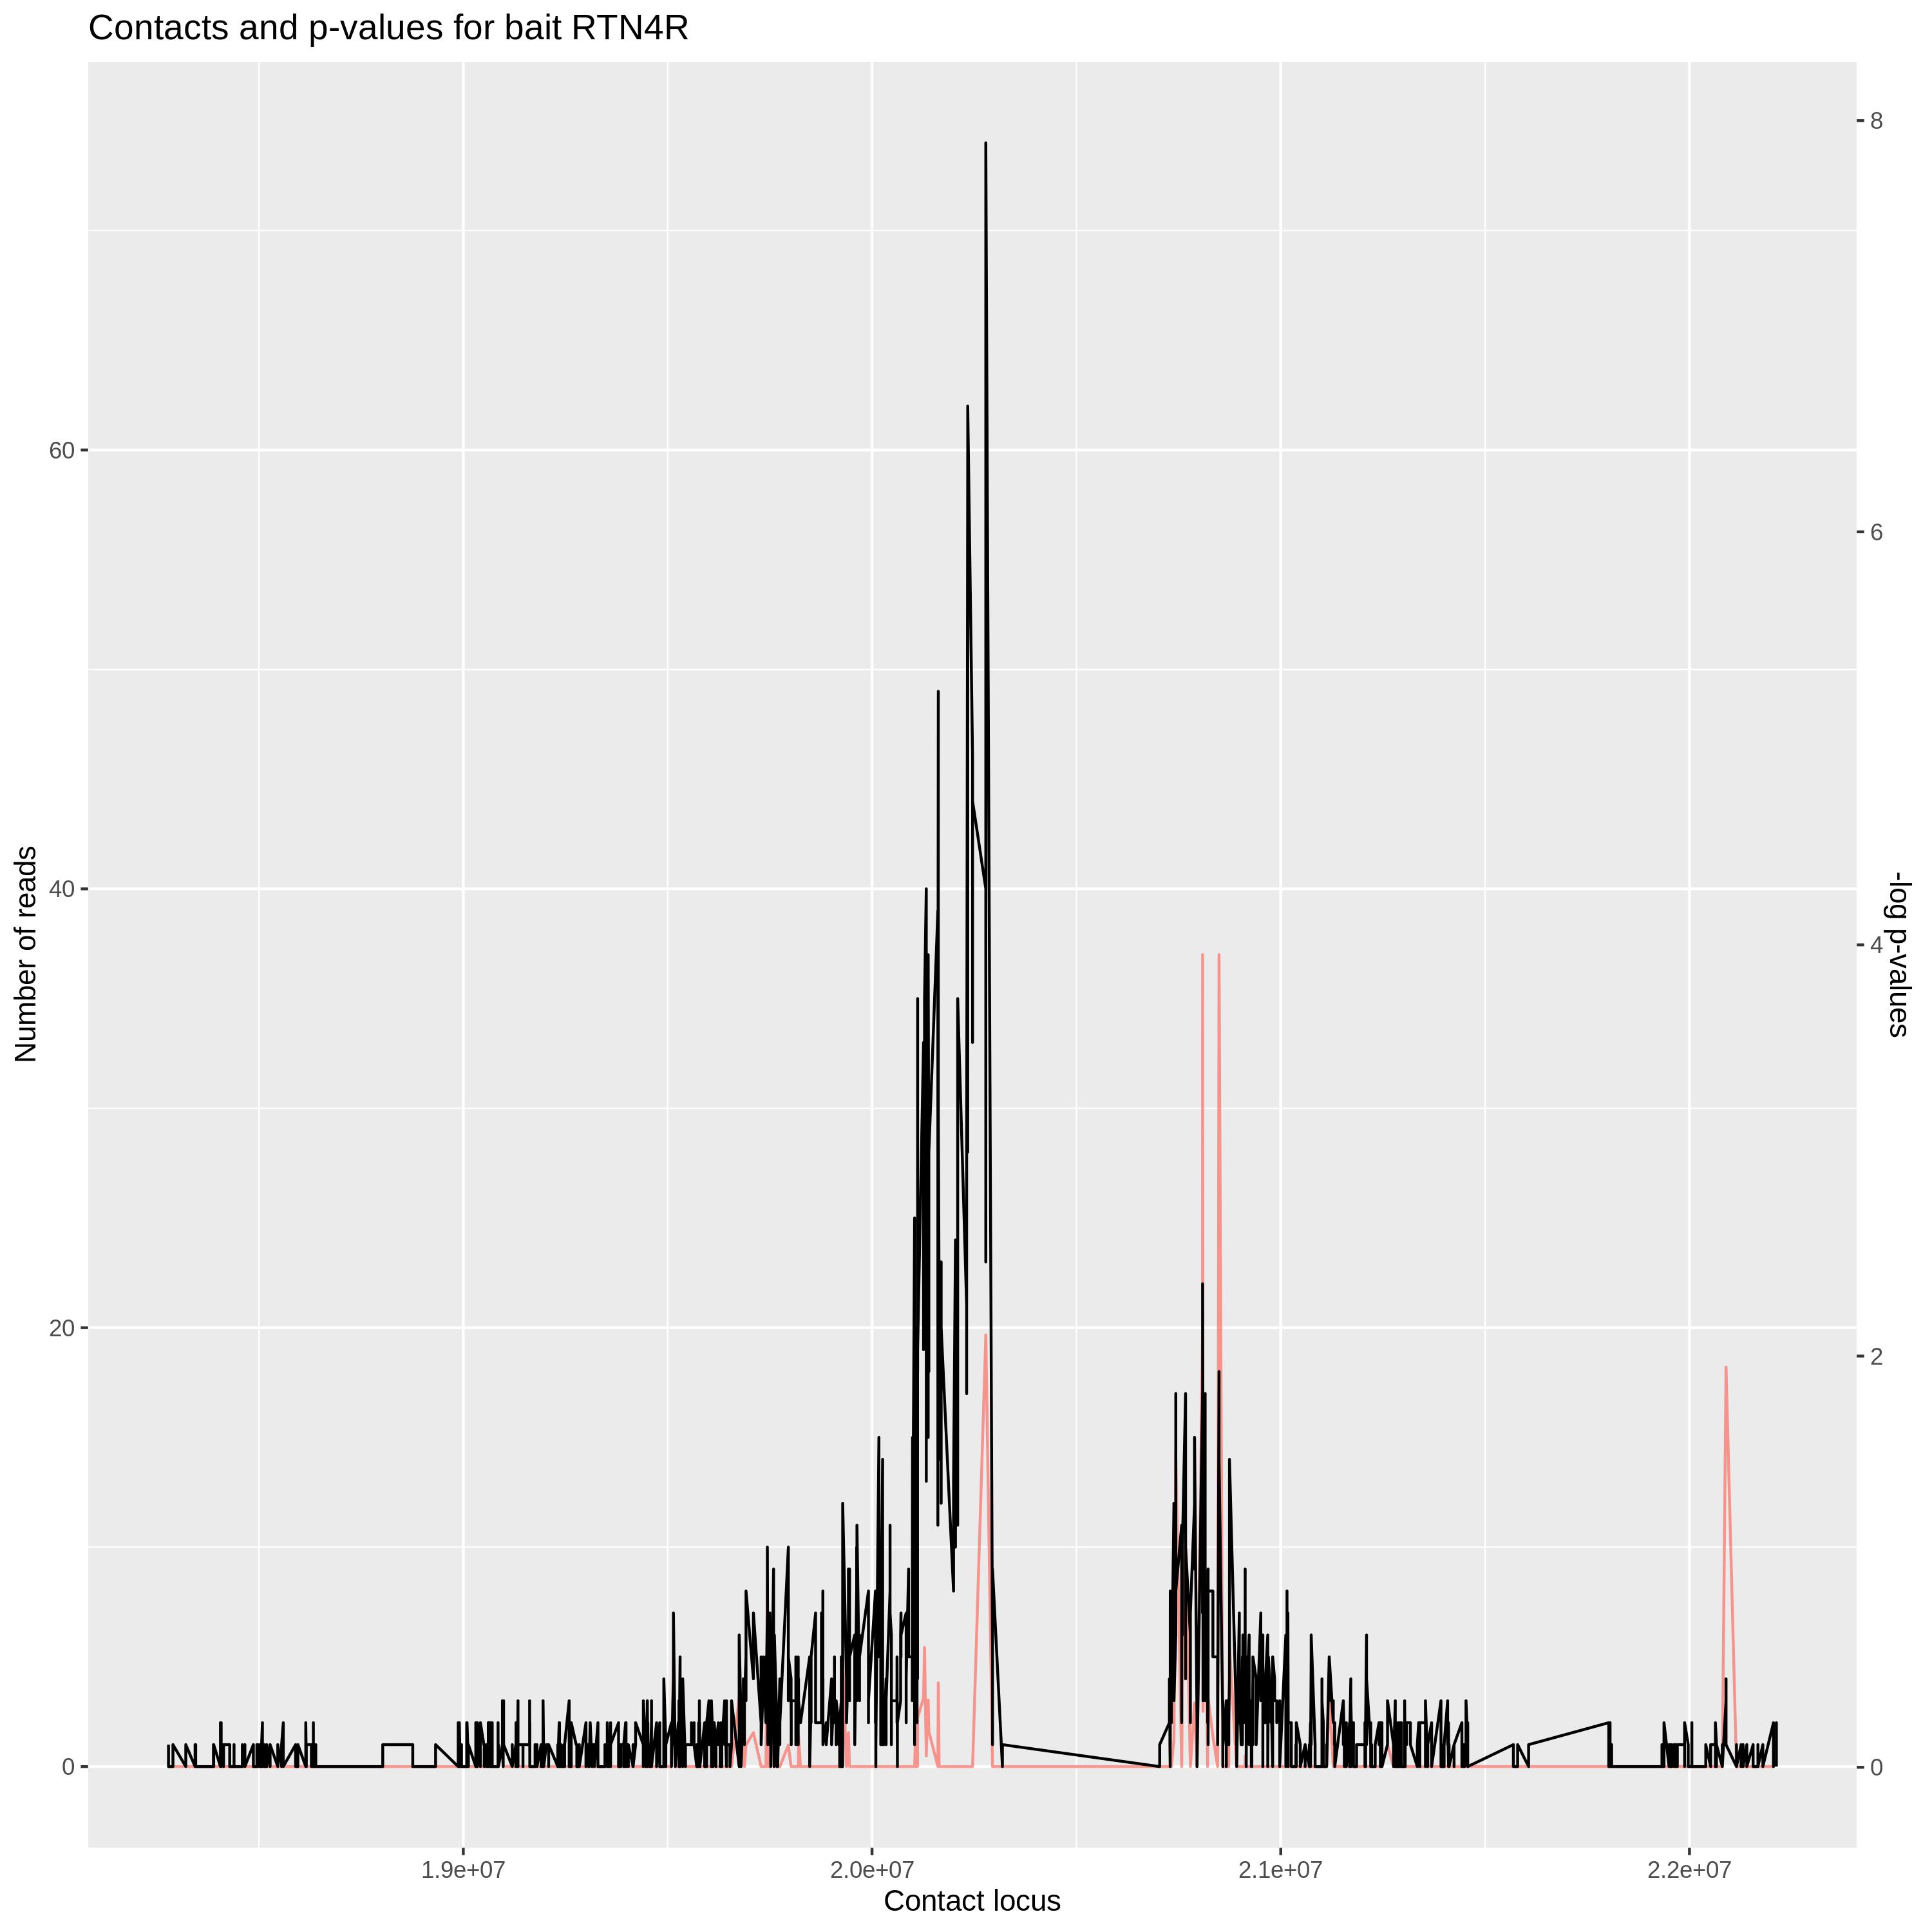 Contacts and p-values for bait RTN4R
8
6
60
Number of reads
40
4
-log p-values
20
2
0
0
1.9e+07
2.0e+07
2.1e+07
2.2e+07
Contact locus